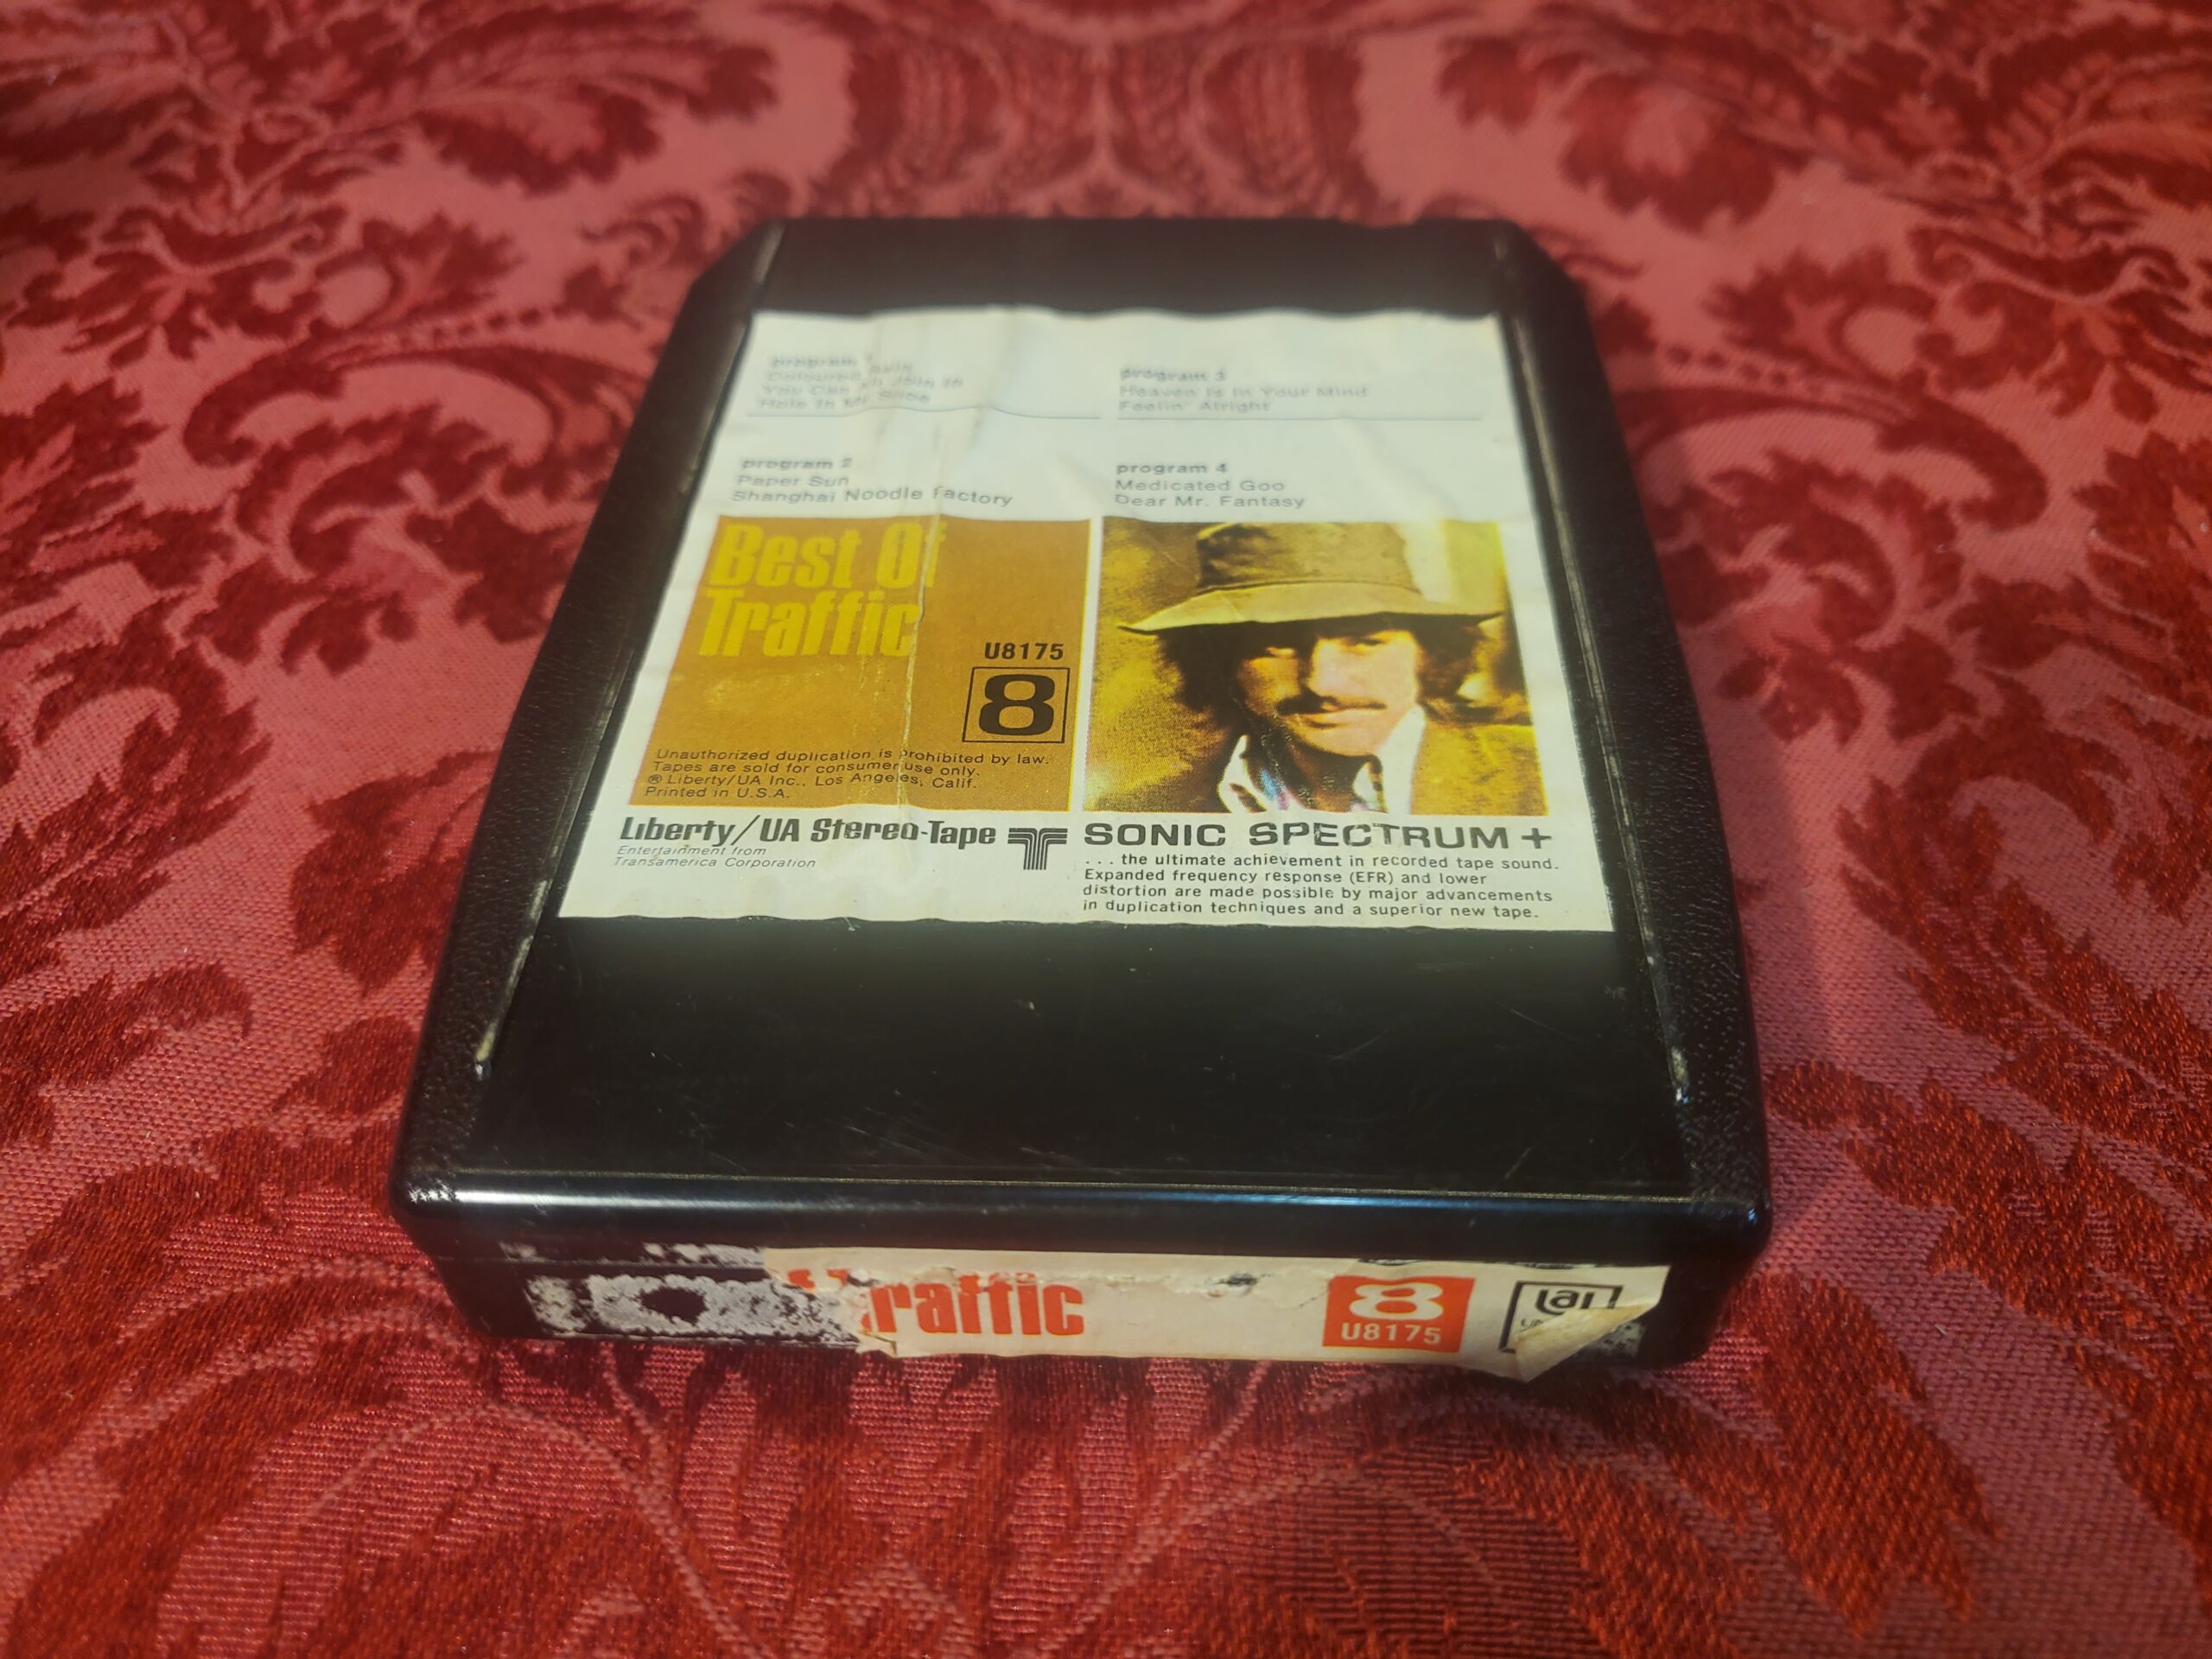 program 1
Coloured Rain
You Can All Join In
Hole In My Shoe
program 3
Heaven Is In Your Mind
Feelin' Alright
program 2
Paper Sun
Shanghai Noodle Factory
program 4
Medicated Goo
Dear Mr. Fantasy
Best Of
Traffic
U8175
8
Unauthorized duplication is prohibited by law.
Tapes are sold for consumer use only.
℗ Liberty/UA, Inc., Los Angeles, Calif.
Printed in U.S.A.
Liberty/UA Stereo-Tape
Entertainment from
Transamerica Corporation
SONIC SPECTRUM +
. . . the ultimate achievement in recorded tape sound.
Expanded frequency response (EFR) and lower
distortion are made possible by major advancements
in duplication techniques and a superior new tape.
Traffic
8
U8175